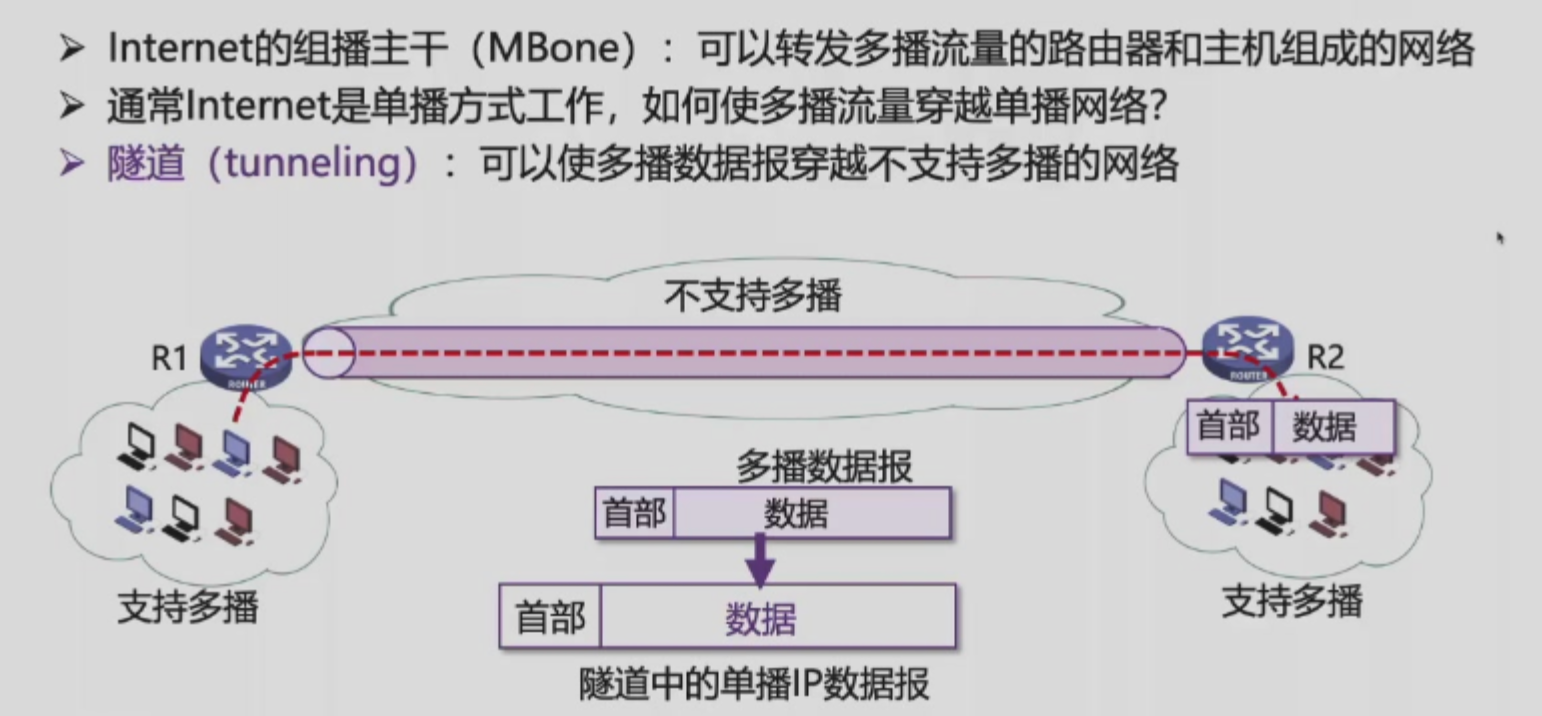 ➢ Internet的组播主干（MBone）：可以转发多播流量的路由器和主机组成的网络
➢ 通常Internet是单播方式工作，如何使多播流量穿越单播网络？
➢ 隧道（tunneling）：可以使多播数据报穿越不支持多播的网络
不支持多播
R1
ROUTER
R2
ROUTER
首部 数据
多播数据报
首部 数据
支持多播
首部 数据
支持多播
隧道中的单播IP数据报